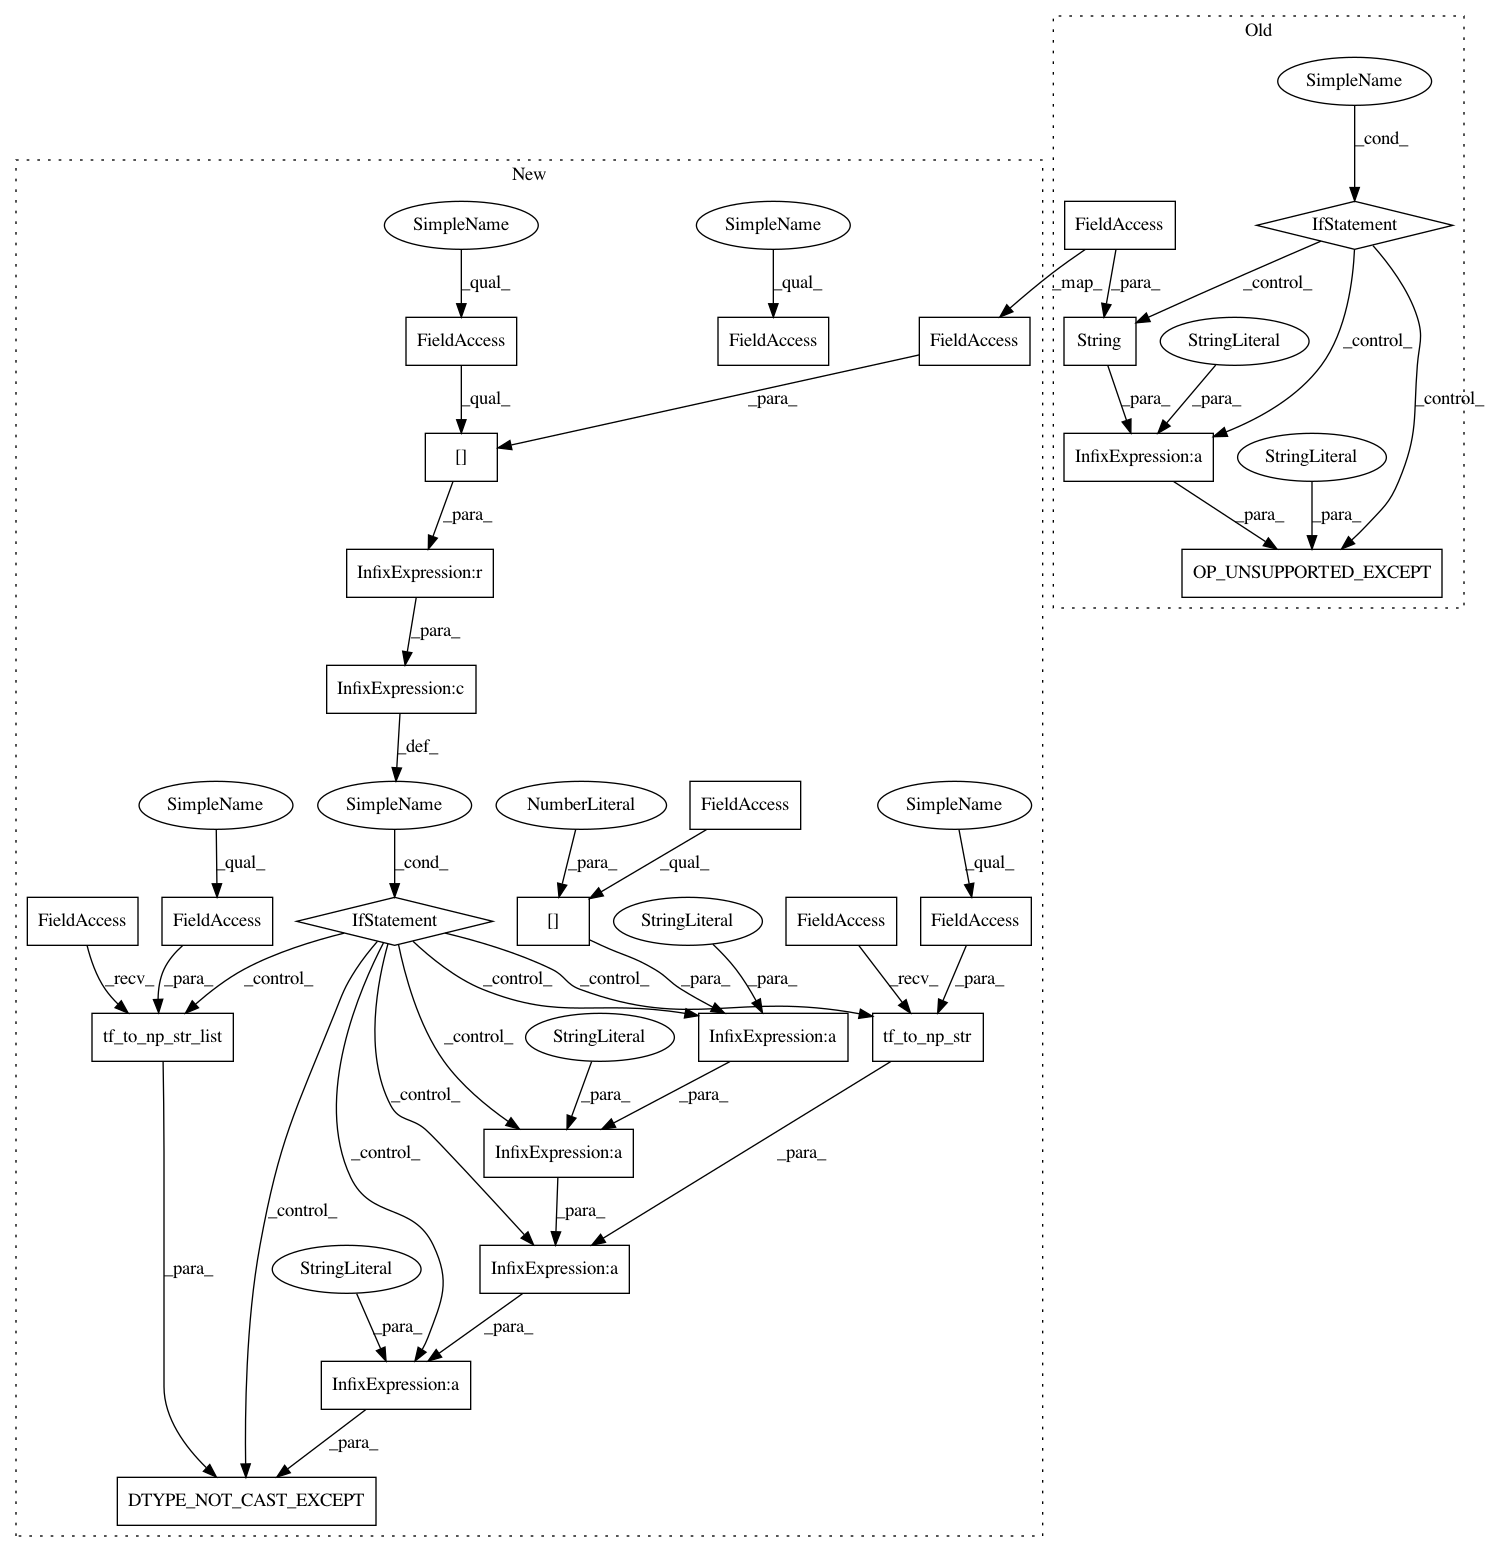 Old
SimpleName
_cond_
New
SimpleName
SimpleName
FieldAccess
IfStatement
_qual_
_qual_
_map_
_para_
_control_
FieldAccess
FieldAccess
FieldAccess
String
StringLiteral
_control_
_qual_
_para_
_para_
_para_
_control_
[]
InfixExpression:a
StringLiteral
_para_
_para_
_para_
InfixExpression:r
OP_UNSUPPORTED_EXCEPT
_para_
InfixExpression:c
_def_
SimpleName
SimpleName
NumberLiteral
FieldAccess
SimpleName
_qual_
_cond_
_para_
_qual_
_qual_
FieldAccess
FieldAccess
IfStatement
[]
StringLiteral
FieldAccess
FieldAccess
_recv_
_para_
_control_
_control_
_control_
_para_
_para_
_recv_
_para_
tf_to_np_str_list
StringLiteral
_control_
InfixExpression:a
tf_to_np_str
_control_
_para_
_para_
InfixExpression:a
_control_
_para_
_control_
_para_
StringLiteral
InfixExpression:a
_para_
_para_
_para_
InfixExpression:a
_para_
DTYPE_NOT_CAST_EXCEPT